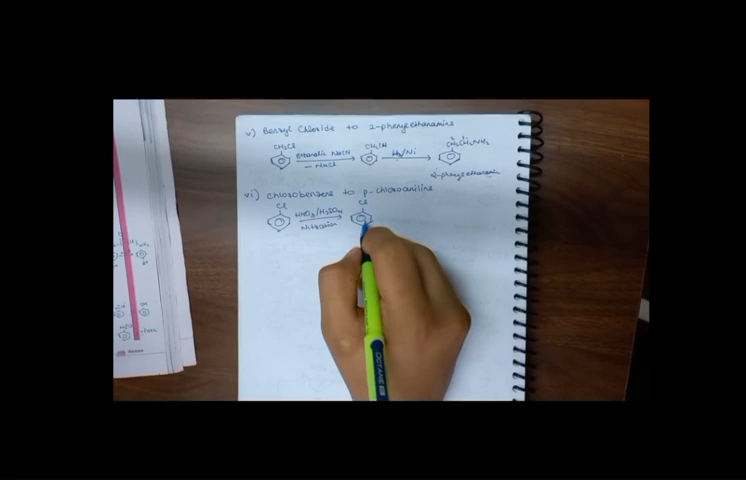 v) Benzyl Chloride to 2-phenylethanamine
CH2Cl ethanolic NaCN CH2CN H2/Ni CH2CH2NH2
- NaCl
2-phenylethanamine
vi) Chlorobenzene to p-chloroaniline
Cl HNO3/H2SO4 Cl
Nitration
OCTANE